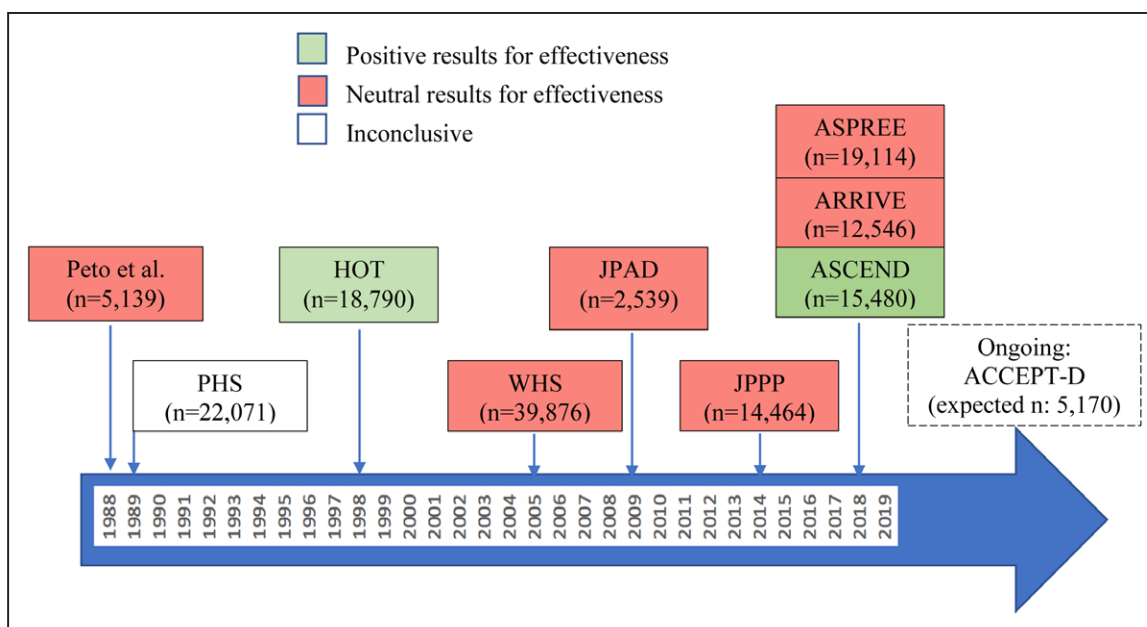 Positive results for effectiveness
Neutral results for effectiveness
Inconclusive
ASPREE
(n=19,114)
ARRIVE
(n=12,546)
ASCEND
(n=15,480)
Peto et al.
(n=5,139)
HOT
(n=18,790)
JPAD
(n=2,539)
PHS
(n=22,071)
WHS
(n=39,876)
JPPP
(n=14,464)
Ongoing:
ACCEPT-D
(expected n: 5,170)
1988
1989
1990
1991
1992
1993
1994
1995
1996
1997
1998
1999
2000
2001
2002
2003
2004
2005
2006
2007
2008
2009
2010
2011
2012
2013
2014
2015
2016
2017
2018
2019